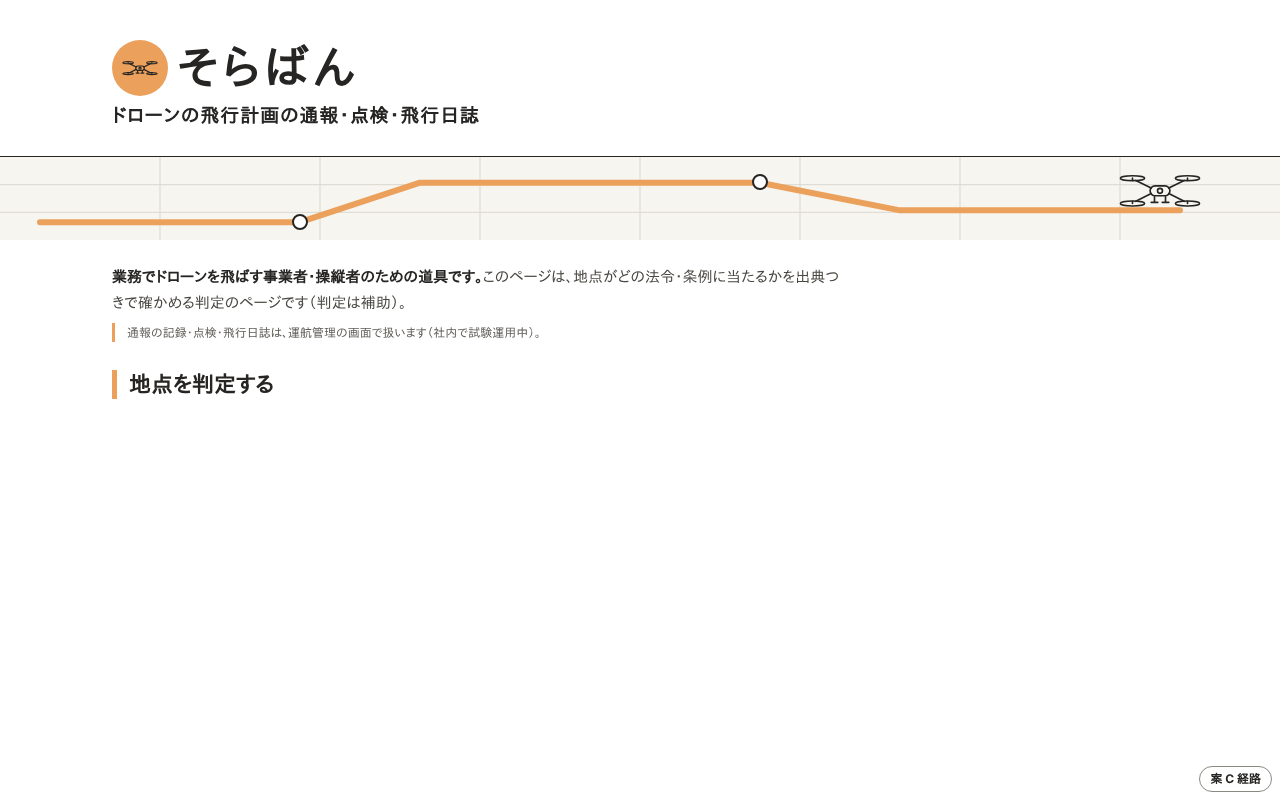 そらばん
ドローンの飛行計画の通報・点検・飛行日誌
業務でドローンを飛ばす事業者・操縦者のための道具です。このページは、地点がどの法令・条例に当たるかを出典つ
きで確かめる判定のページです（判定は補助）。
通報の記録・点検・飛行日誌は、運航管理の画面で扱います（社内で試験運用中）。
地点を判定する
案 C 経路